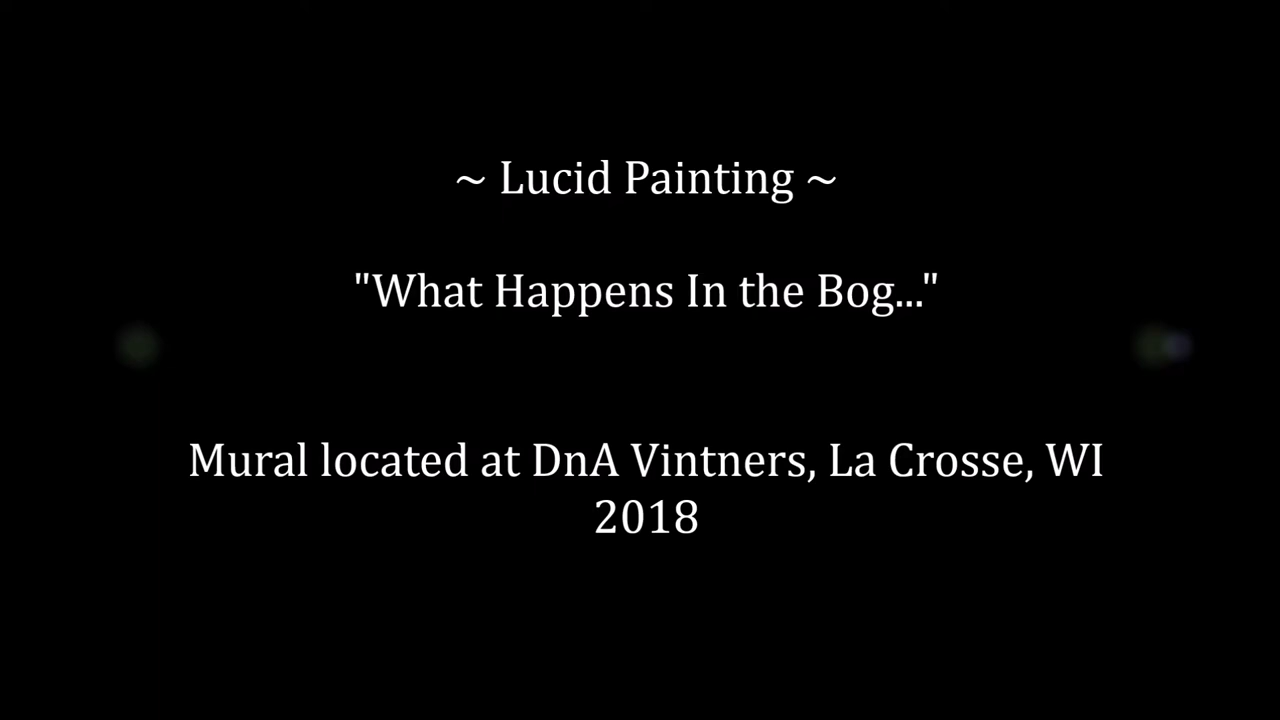 ~ Lucid Painting ~
"What Happens In the Bog..."
Mural located at DnA Vintners, La Crosse, WI
2018